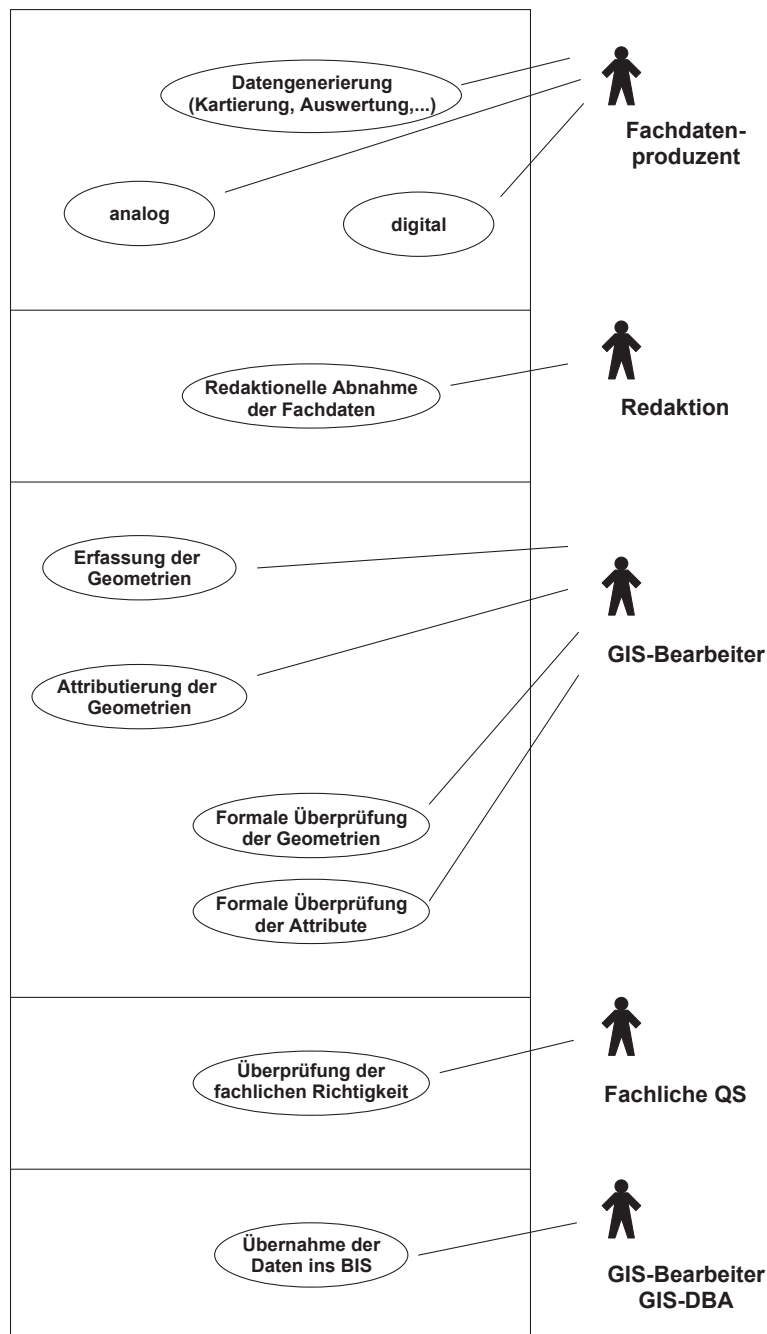 Datengenerierung
(Kartierung, Auswertung,...)
Fachdaten-
produzent
analog
digital
Redaktionelle Abnahme
der Fachdaten
Redaktion
Erfassung der
Geometrien
GIS-Bearbeiter
Attributierung der
Geometrien
Formale Überprüfung
der Geometrien
Formale Überprüfung
der Attribute
Überprüfung der
fachlichen Richtigkeit
Fachliche QS
Übernahme der
Daten ins BIS
GIS-Bearbeiter
GIS-DBA